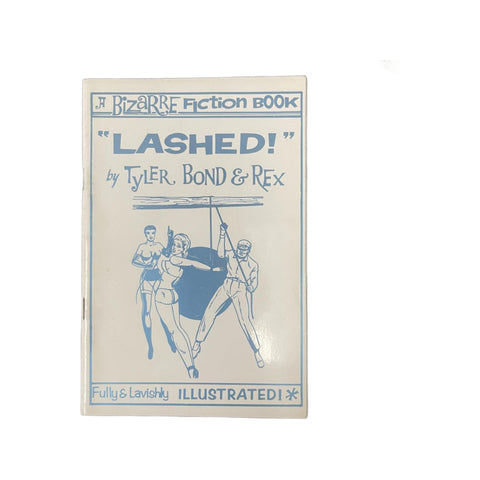 A BiZARRE FictioN BOOK
"LASHED!"
by TYLER, BOND & REX
Fully & Lavishly ILLUSTRATED! *